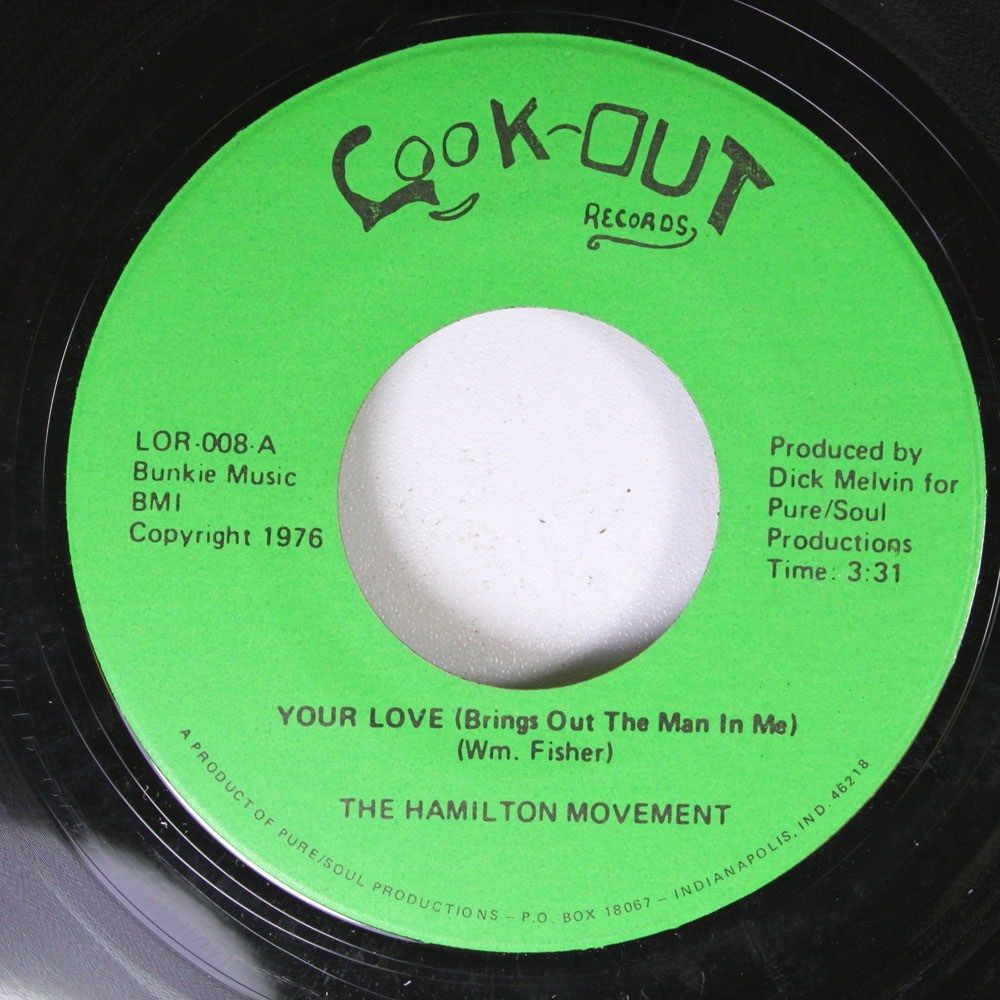 Cook-OUT
RECORDS
LOR-008-A
Bunkie Music
BMI
Copyright 1976
Produced by
Dick Melvin for
Pure/Soul
Productions
Time: 3:31
YOUR LOVE (Brings Out The Man In Me)
(Wm. Fisher)
THE HAMILTON MOVEMENT
A PRODUCT OF PURE/SOUL PRODUCTIONS — P.O. BOX 18067 — INDIANAPOLIS, IND. 46218